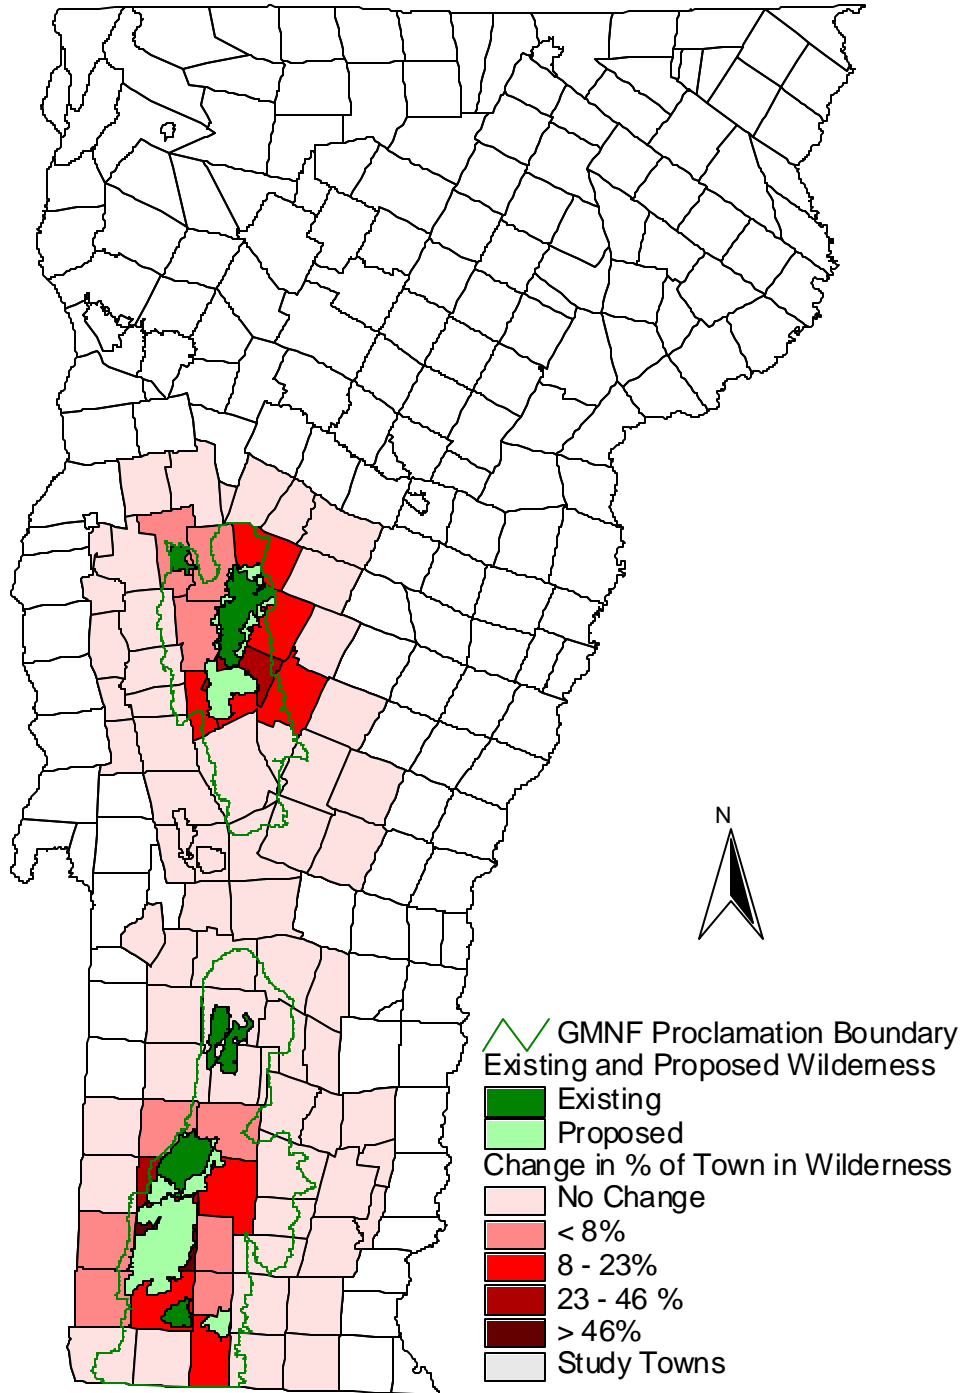 N
GMNF Proclamation Boundary
Existing and Proposed Wilderness
Existing
Proposed
Change in % of Town in Wilderness
No Change
< 8%
8 - 23%
23 - 46 %
> 46%
Study Towns